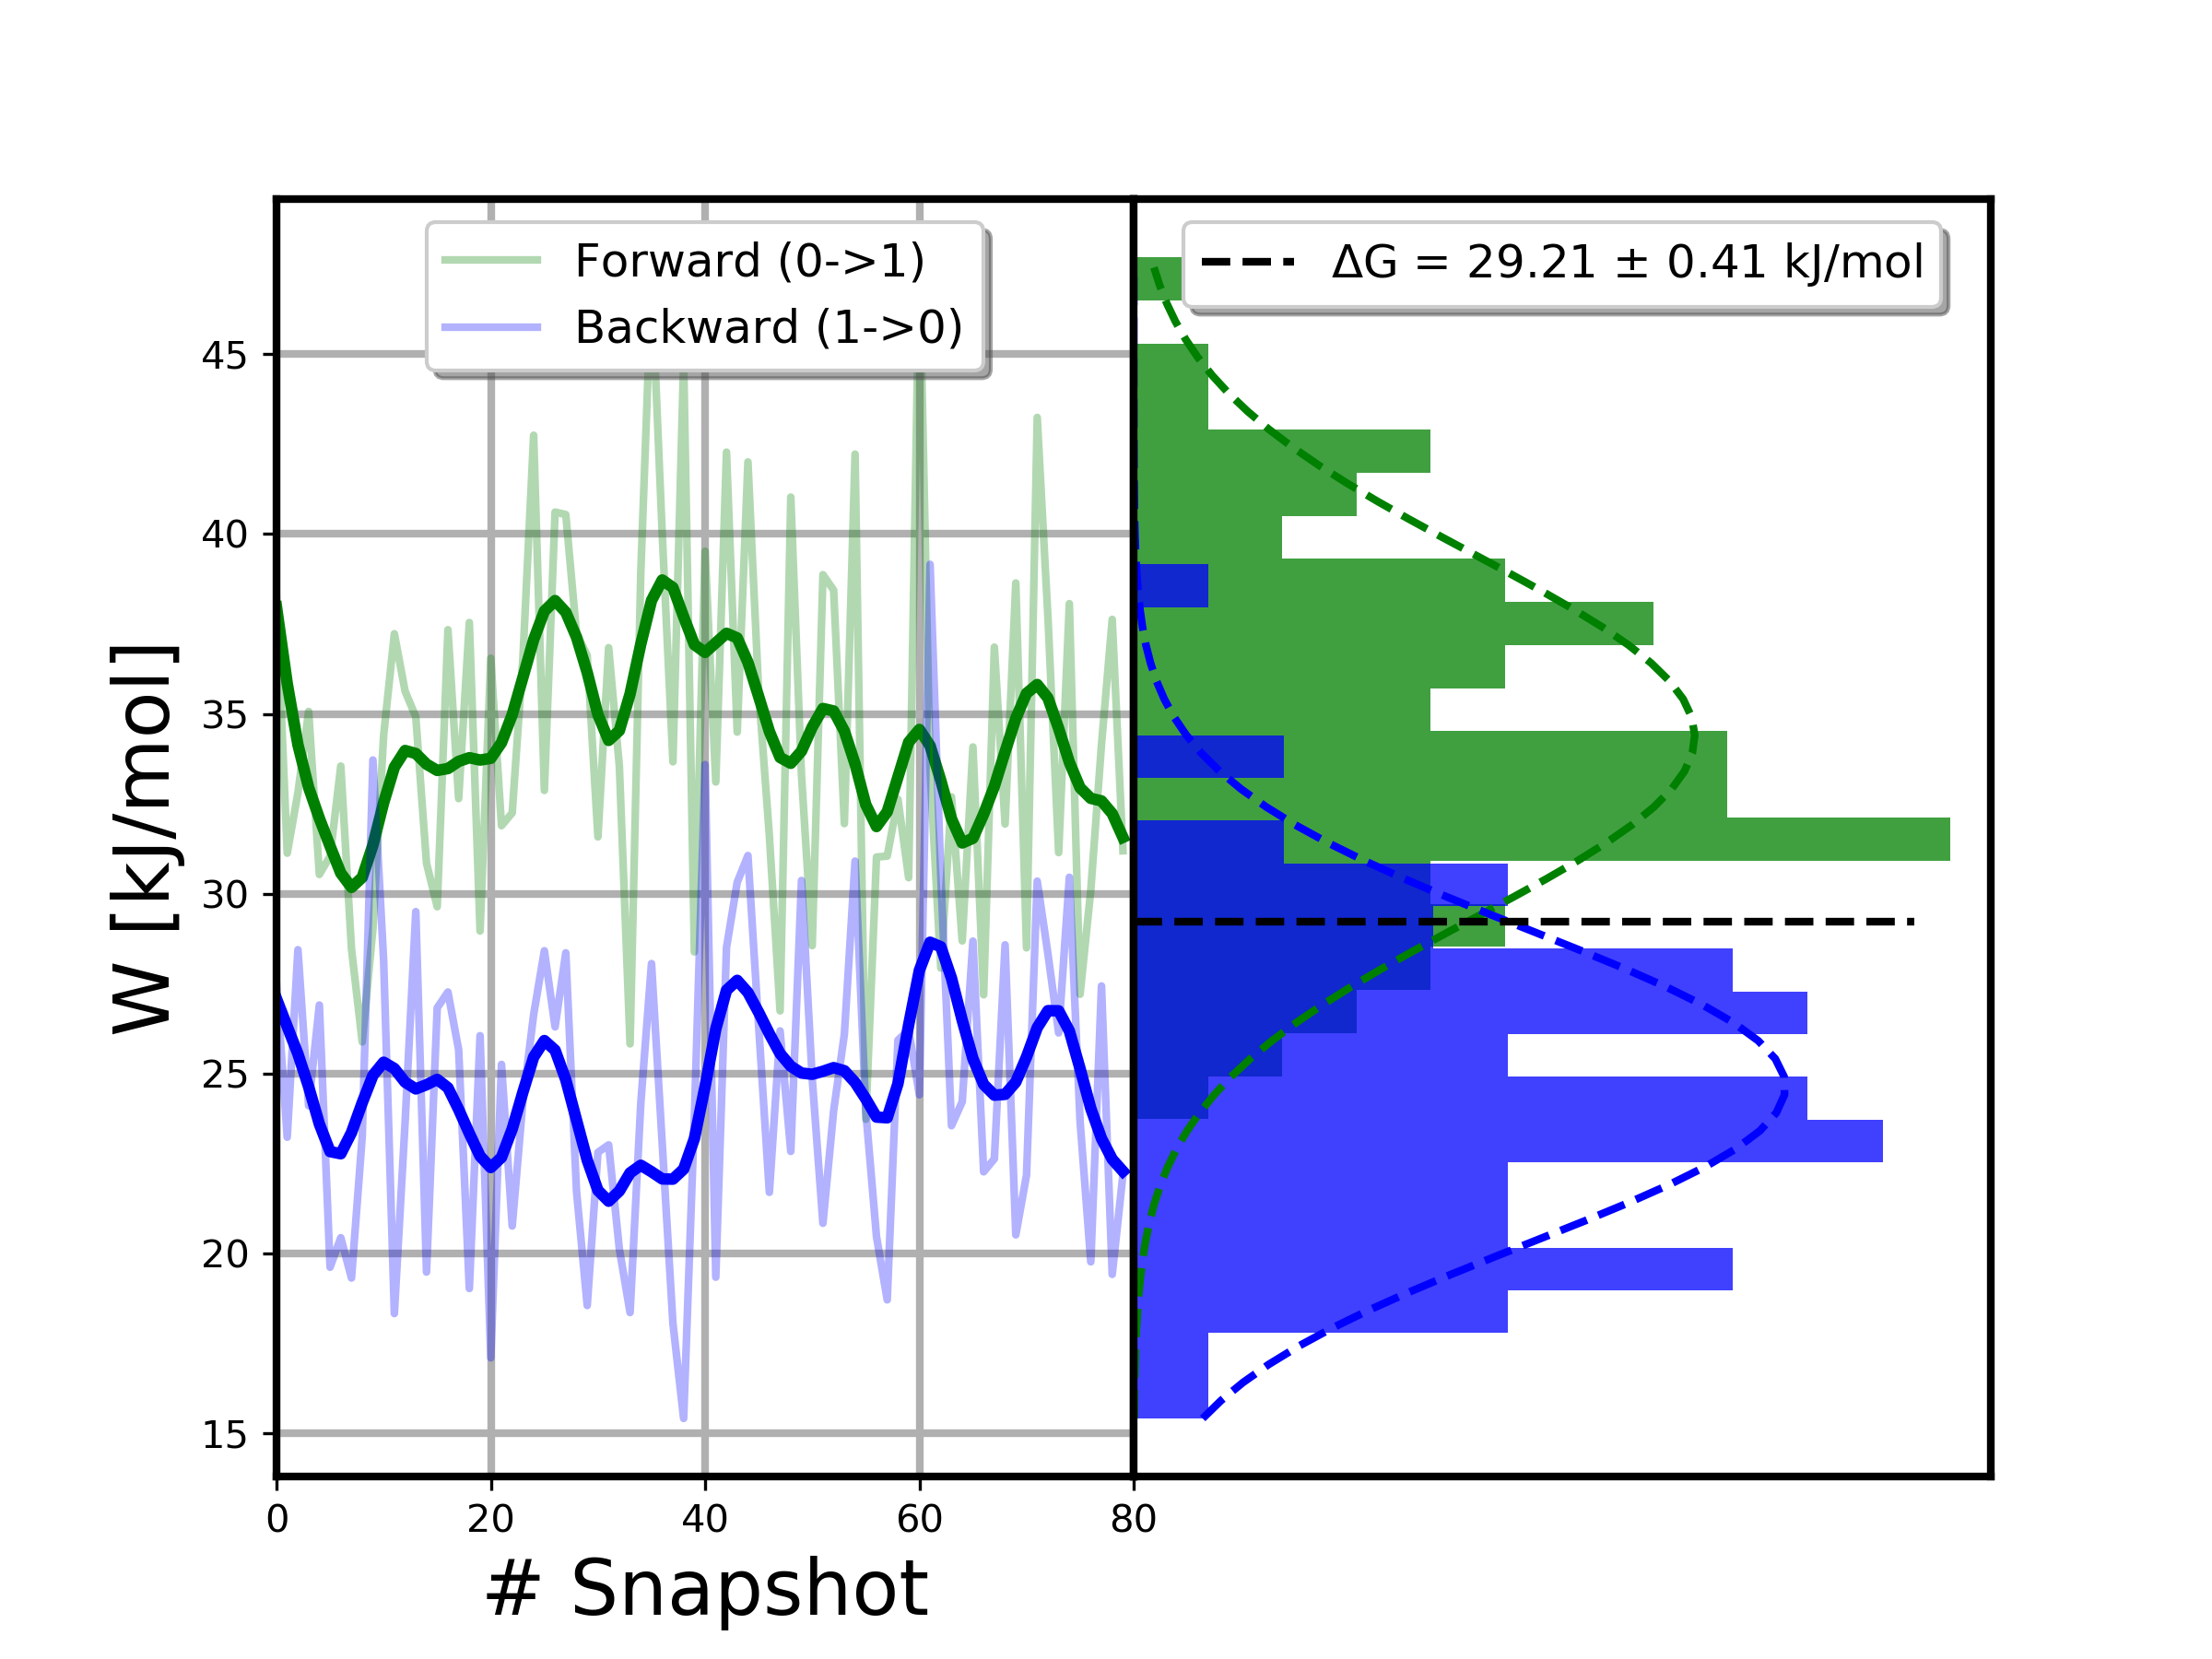 Forward (0->1)
Backward (1->0)
ΔG = 29.21 ± 0.41 kJ/mol
W [kJ/mol]
45
40
35
30
25
20
15
0 20 40 60 80
# Snapshot